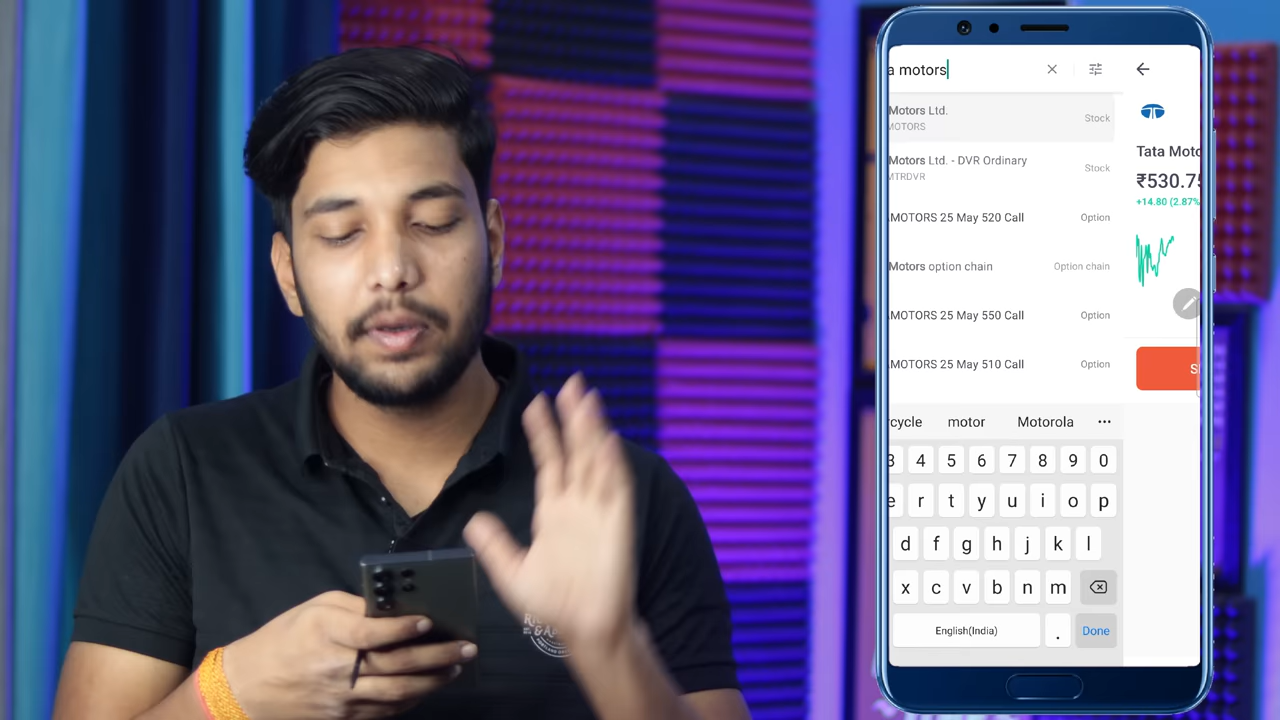 a motors
Motors Ltd.
MOTORS
Stock
Motors Ltd. - DVR Ordinary
MTRDVR
Stock
MOTORS 25 May 520 Call
Option
Motors option chain
Option chain
MOTORS 25 May 550 Call
Option
MOTORS 25 May 510 Call
Option
Tata Moto
₹530.75
+14.80 (2.87%
S
cycle motor Motorola
3 4 5 6 7 8 9 0
e r t y u i o p
d f g h j k l
x c v b n m
English(India) . Done